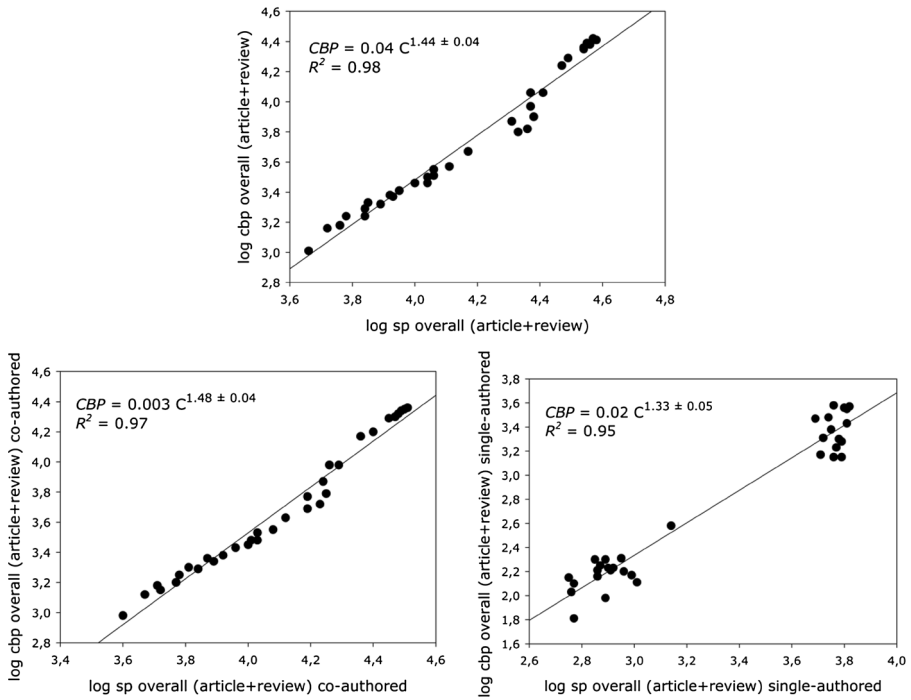 4,6
4,4
4,2
4,0
3,8
3,6
3,4
3,2
3,0
2,8
log cbp overall (article+review)
CBP = 0.04 C^1.44 ± 0.04
R² = 0.98
3,6 3,8 4,0 4,2 4,4 4,6 4,8
log sp overall (article+review)
4,6
4,4
4,2
4,0
3,8
3,6
3,4
3,2
3,0
2,8
log cbp overall (article+review) co-authored
CBP = 0.003 C^1.48 ± 0.04
R² = 0.97
3,4 3,6 3,8 4,0 4,2 4,4 4,6
log sp overall (article+review) co-authored
3,8
3,6
3,4
3,2
3,0
2,8
2,6
2,4
2,2
2,0
1,8
1,6
log cbp overall (article+review) single-authored
CBP = 0.02 C^1.33 ± 0.05
R² = 0.95
2,6 2,8 3,0 3,2 3,4 3,6 3,8 4,0
log sp overall (article+review) single-authored